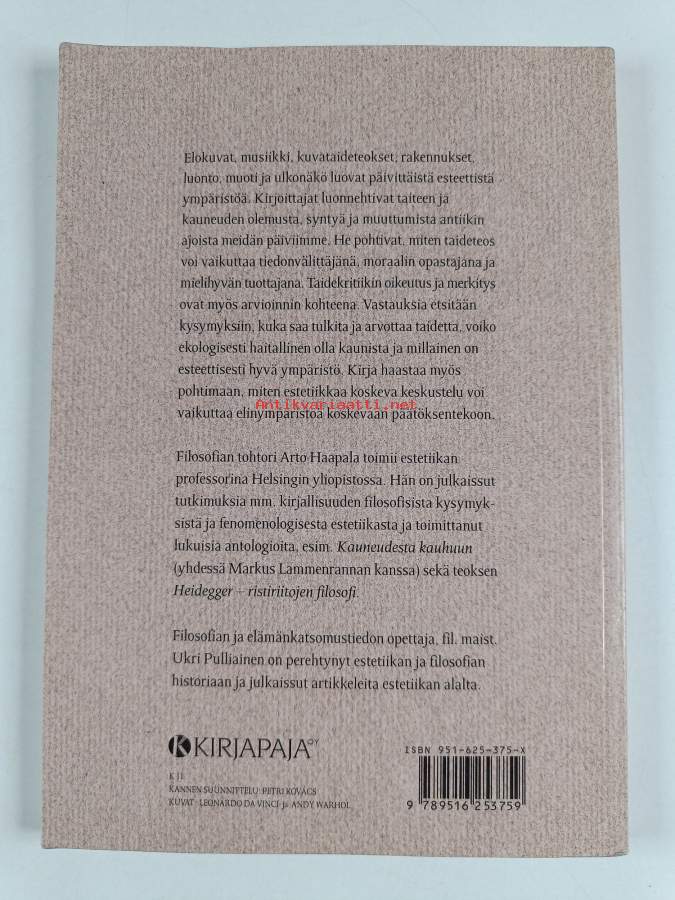 Elokuvat, musiikki, kuvataideteokset, rakennukset,
luonto, muoti ja ulkonäkö luovat päivittäistä esteettistä
ympäristöä. Kirjoittajat luonnehtivat taiteen ja
kauneuden olemusta, syntyä ja muuttumista antiikin
ajoista meidän päiviimme. He pohtivat, miten taideteos
voi vaikuttaa tiedonvälittäjänä, moraalin opastajana ja
mielihyvän tuottajana. Taidekritiikin oikeutus ja merkitys
ovat myös arvioinnin kohteena. Vastauksia etsitään
kysymyksiin, kuka saa tulkita ja arvottaa taidetta, voiko
ekologisesti haitallinen olla kaunista ja millainen on
esteettisesti hyvä ympäristö. Kirja haastaa myös
pohtimaan, miten estetiikkaa koskeva keskustelu voi
Antikvariaatti.net
vaikuttaa elinympäristöä koskevaan päätöksentekoon.
Filosofian tohtori Arto Haapala toimii estetiikan
professorina Helsingin yliopistossa. Hän on julkaissut
tutkimuksia mm. kirjallisuuden filosofisista kysymyk-
sistä ja fenomenologisesta estetiikasta ja toimittanut
lukuisia antologioita, esim. Kauneudesta kauhuun
(yhdessä Markus Lammenrannan kanssa) sekä teoksen
Heidegger – ristiriitojen filosofi.
Filosofian ja elämänkatsomustiedon opettaja, fil. maist.
Ukri Pulliainen on perehtynyt estetiikan ja filosofian
historiaan ja julkaissut artikkeleita estetiikan alalta.
KIRJAPAJA OY
K 11
KANNEN SUUNNITTELU: PETRI KOVÁCS
KUVAT: LEONARDO DA VINCI JA ANDY WARHOL
ISBN 951-625-375-X
9 789516 253759